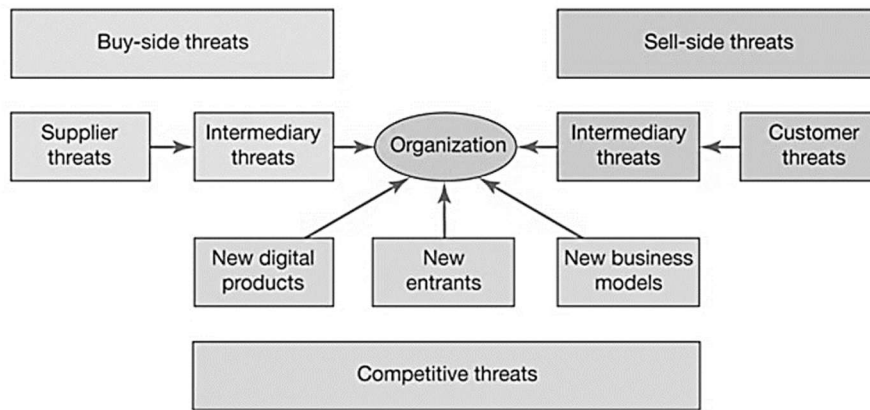 Buy-side threats
Sell-side threats
Supplier
threats
Intermediary
threats
Organization
Intermediary
threats
Customer
threats
New digital
products
New
entrants
New business
models
Competitive threats